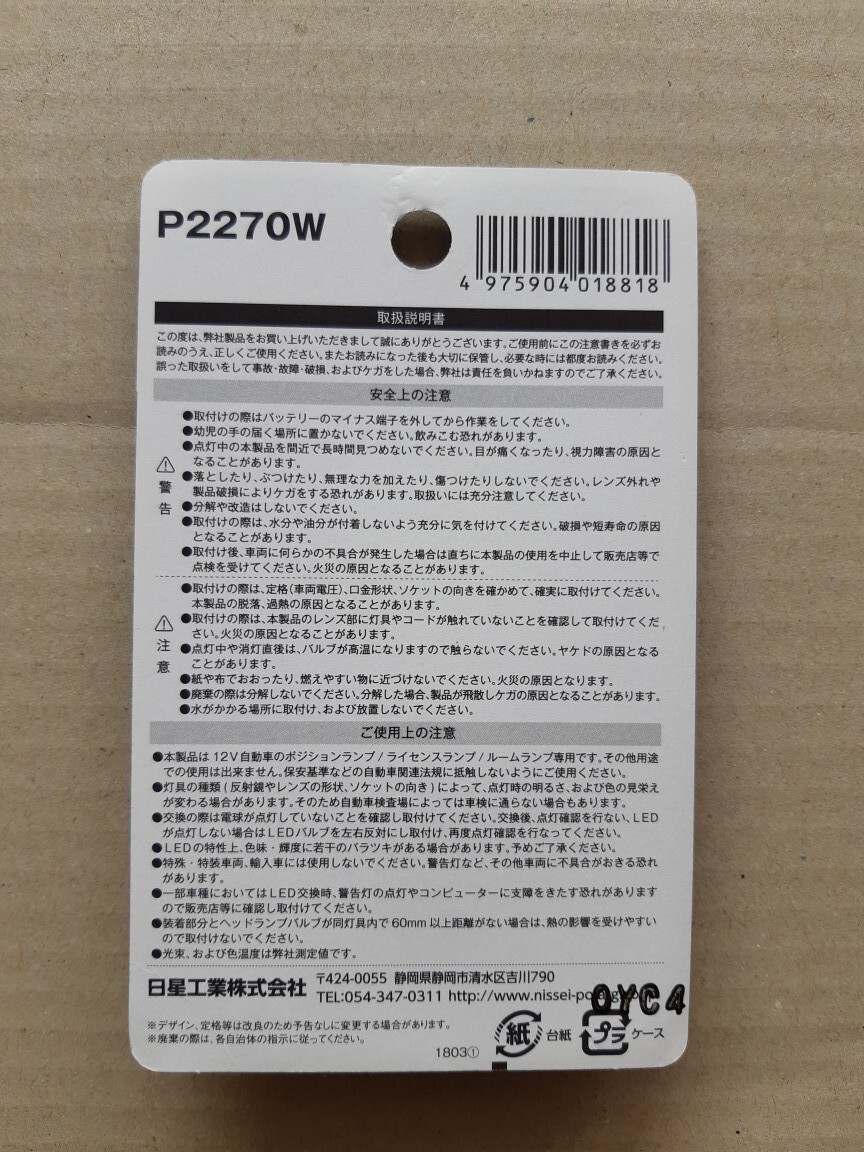 P2270W
4 975904 018818
取扱説明書
この度は、弊社製品をお買い上げいただきまして誠にありがとうございます。ご使用前にこの注意書きを必ずお
読みのうえ、正しくご使用ください。またお読みになった後も大切に保管し、必要な時には都度お読みください。
誤った取扱いをして事故・故障・破損、およびケガをした場合、弊社は責任を負いかねますのでご了承ください。
安全上の注意
⚠警告
●取付けの際はバッテリーのマイナス端子を外してから作業をしてください。
●幼児の手の届く場所に置かないでください。飲みこむ恐れがあります。
●点灯中の本製品を間近で長時間見つめないでください。目が痛くなったり、視力障害の原因と
なることがあります。
●落としたり、ぶつけたり、無理な力を加えたり、傷つけたりしないでください。レンズ外れや
製品破損によりケガをする恐れがあります。取扱いには充分注意してください。
●分解や改造はしないでください。
●取付けの際は、水分や油分が付着しないよう充分に気を付けてください。破損や短寿命の原因
となることがあります。
●取付け後、車両に何らかの不具合が発生した場合は直ちに本製品の使用を中止して販売店等で
点検を受けてください。火災の原因となることがあります。
⚠注意
●取付けの際は、定格（車両電圧）、口金形状、ソケットの向きを確かめて、確実に取付けてください。
本製品の脱落、過熱の原因となることがあります。
●取付けの際は、本製品のレンズ部に灯具やコードが触れていないことを確認して取付けてくだ
さい。火災の原因となることがあります。
●点灯中や消灯直後は、バルブが高温になりますので触らないでください。ヤケドの原因となる
ことがあります。
●紙や布でおおったり、燃えやすい物に近づけないでください。火災の原因となります。
●廃棄の際は分解しないでください。分解した場合、製品が飛散しケガの原因となることがあります。
●水がかかる場所に取付け、および放置しないでください。
ご使用上の注意
●本製品は12V自動車のポジションランプ/ライセンスランプ/ルームランプ専用です。その他用途
での使用は出来ません。保安基準などの自動車関連法規に抵触しないようにご使用ください。
●灯具の種類(反射鏡やレンズの形状、ソケットの向き)によって、点灯時の明るさ、および色の見栄え
が変わる場合があります。そのため自動車検査場によっては車検に通らない場合もあります。
●交換の際は電球が点灯していないことを確認し取付けてください。交換後、点灯確認を行ない、LED
が点灯しない場合はLEDバルブを左右反対にし取付け、再度点灯確認を行なってください。
●LEDの特性上、色味・輝度に若干のバラツキがある場合があります。予めご了承ください。
●特殊・特装車両、輸入車には使用しないでください。警告灯など、その他車両に不具合がおきる恐れ
があります。
●一部車種においてはLED交換時、警告灯の点灯やコンピューターに支障をきたす恐れがあります
ので販売店等に確認し取付けてください。
●装着部分とヘッドランプバルブが同灯具内で60mm以上距離がない場合は、熱の影響を受けやすい
ので取付けないでください。
●光束、および色温度は弊社測定値です。
日星工業株式会社
〒424-0055 静岡県静岡市清水区吉川790
TEL:054-347-0311 http://www.nissei-po
0YC4
※デザイン、定格等は改良のため予告なしに変更する場合があります。
※廃棄の際は、各自治体の指示に従ってください。
紙 台紙 プラ ケース
1803①